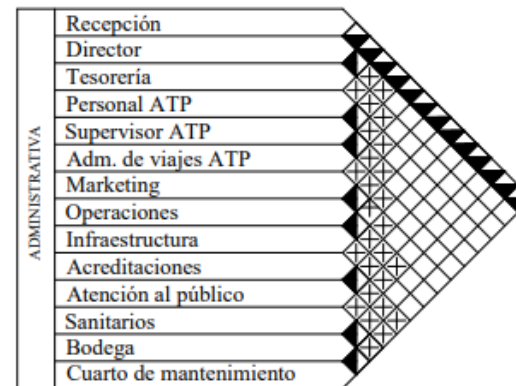 ADMINISTRATIVA
Recepción
Director
Tesorería
Personal ATP
Supervisor ATP
Adm. de viajes ATP
Marketing
Operaciones
Infraestructura
Acreditaciones
Atención al público
Sanitarios
Bodega
Cuarto de mantenimiento